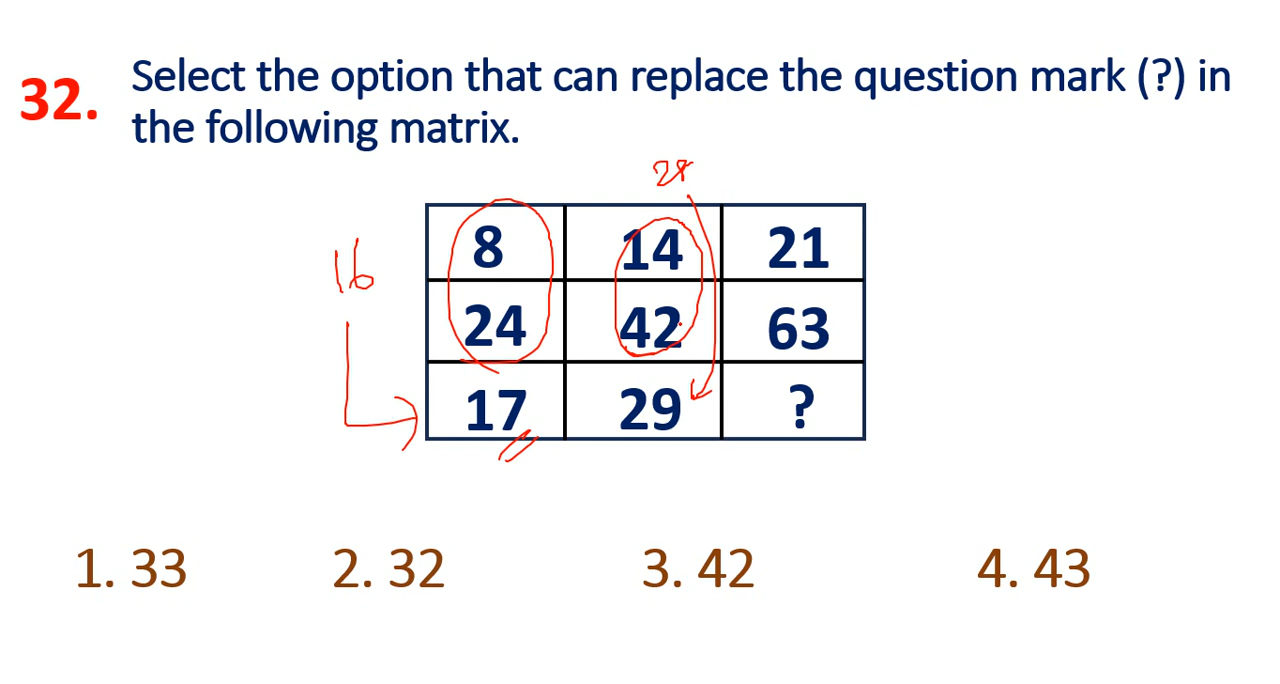 32. Select the option that can replace the question mark (?) in
the following matrix.
28
8 14 21
16
24 42 63
17 29 ?
1. 33 2. 32 3. 42 4. 43